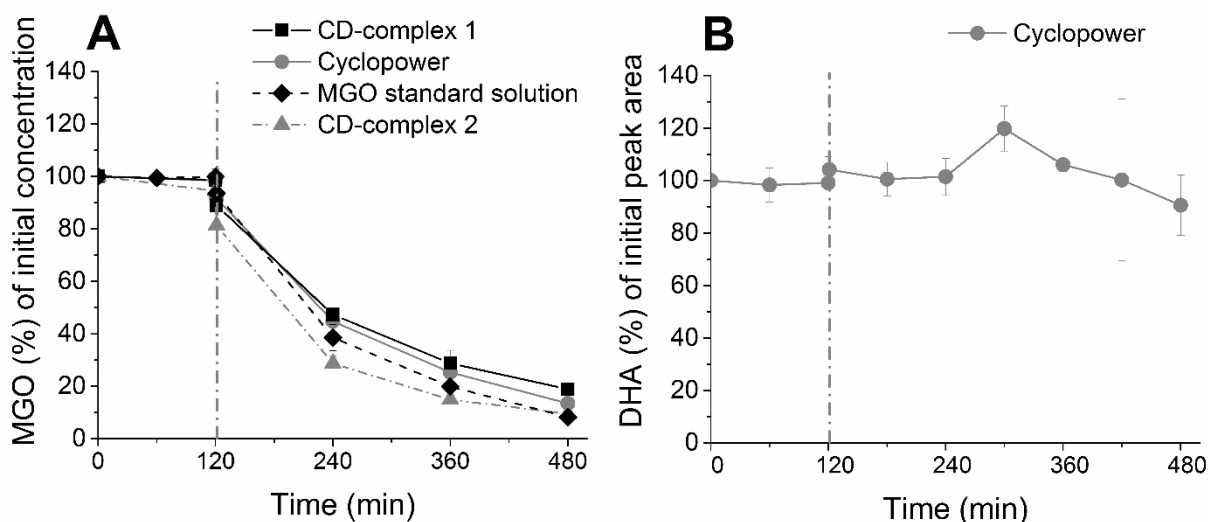 A
CD-complex 1
Cyclopower
MGO standard solution
CD-complex 2
MGO (%) of initial concentration
140
120
100
80
60
40
20
0
0 120 240 360 480
Time (min)
B
Cyclopower
DHA (%) of initial peak area
140
120
100
80
60
40
20
0
0 120 240 360 480
Time (min)